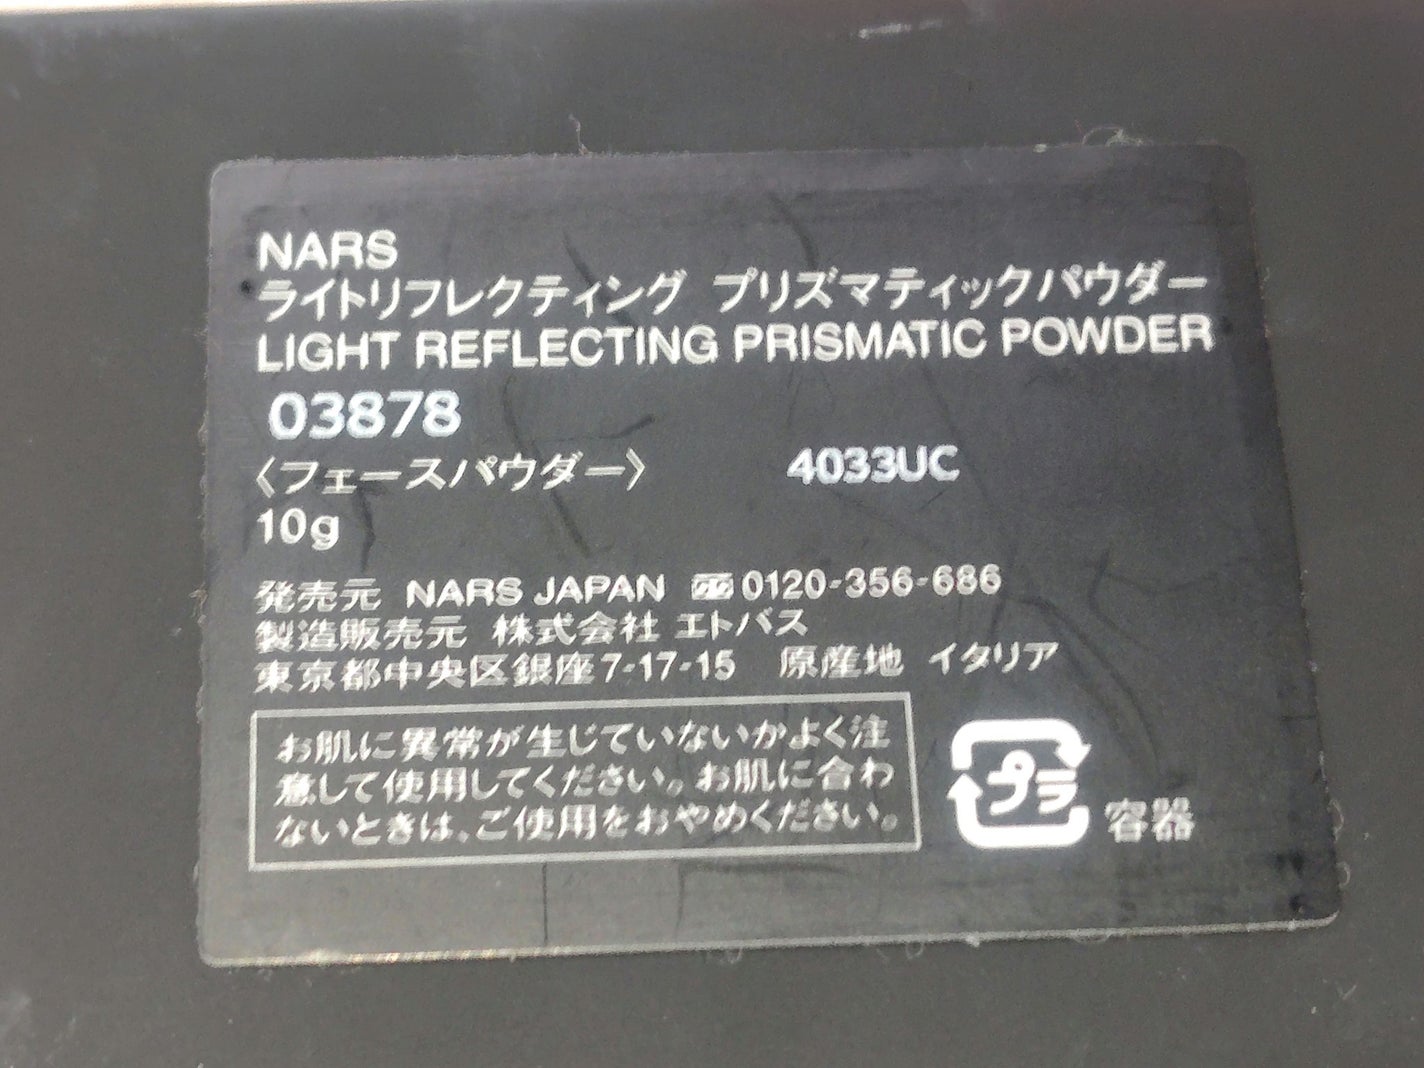 NARS
ライトリフレクティング プリズマティックパウダー
LIGHT REFLECTING PRISMATIC POWDER
03878
〈フェースパウダー〉 4033UC
10g
発売元 NARS JAPAN 0120-356-686
製造販売元 株式会社 エトバス
東京都中央区銀座7-17-15 原産地 イタリア
お肌に異常が生じていないかよく注
意して使用してください。お肌に合わ
ないときは、ご使用をおやめください。
プラ
容器